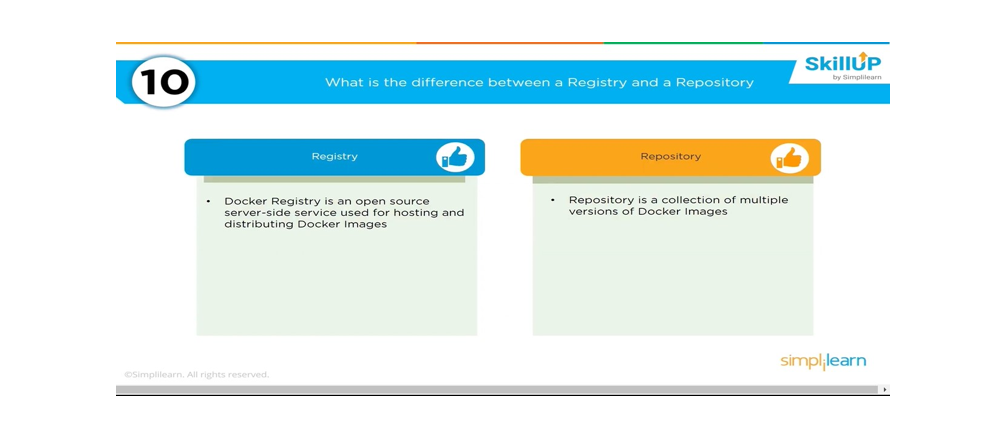 10
What is the difference between a Registry and a Repository
SkillUP
by Simplilearn
Registry
Repository
• Docker Registry is an open source
server-side service used for hosting and
distributing Docker Images
• Repository is a collection of multiple
versions of Docker Images
simplilearn
©Simplilearn. All rights reserved.